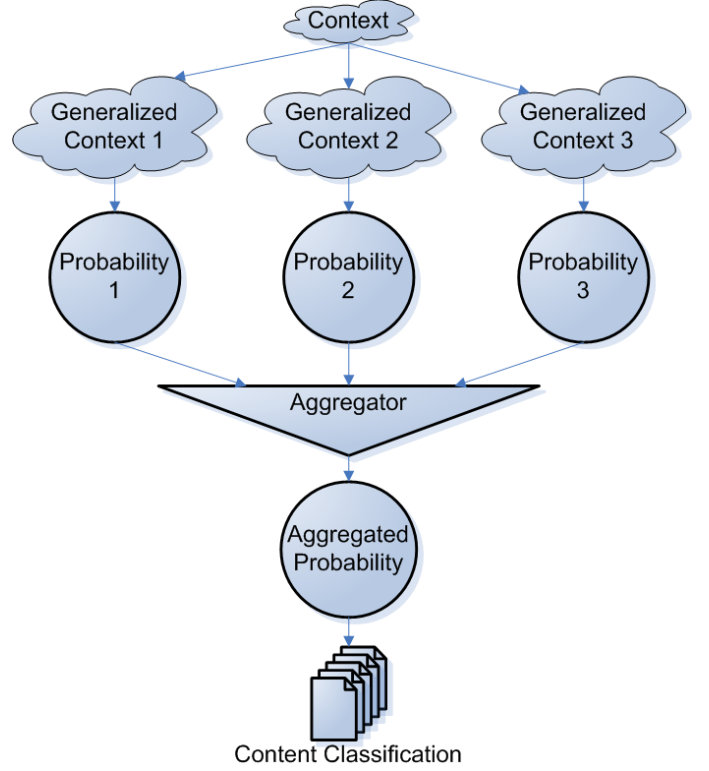 Context
Generalized
Context 1
Generalized
Context 2
Generalized
Context 3
Probability
1
Probability
2
Probability
3
Aggregator
Aggregated
Probability
Content Classification